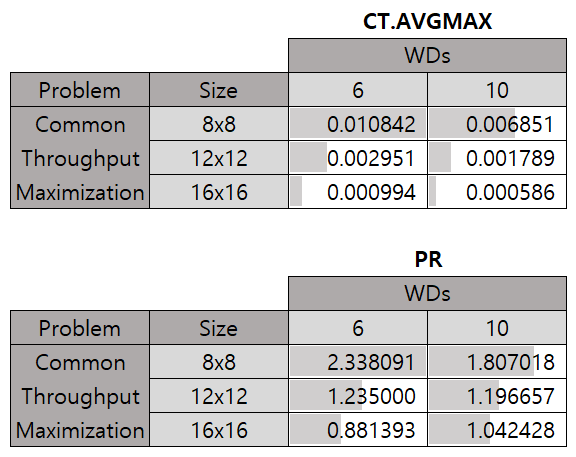 CT.AVGMAX
WDs
Problem Size 6 10
Common 8x8 0.010842 0.006851
Throughput 12x12 0.002951 0.001789
Maximization 16x16 0.000994 0.000586
PR
WDs
Problem Size 6 10
Common 8x8 2.338091 1.807018
Throughput 12x12 1.235000 1.196657
Maximization 16x16 0.881393 1.042428